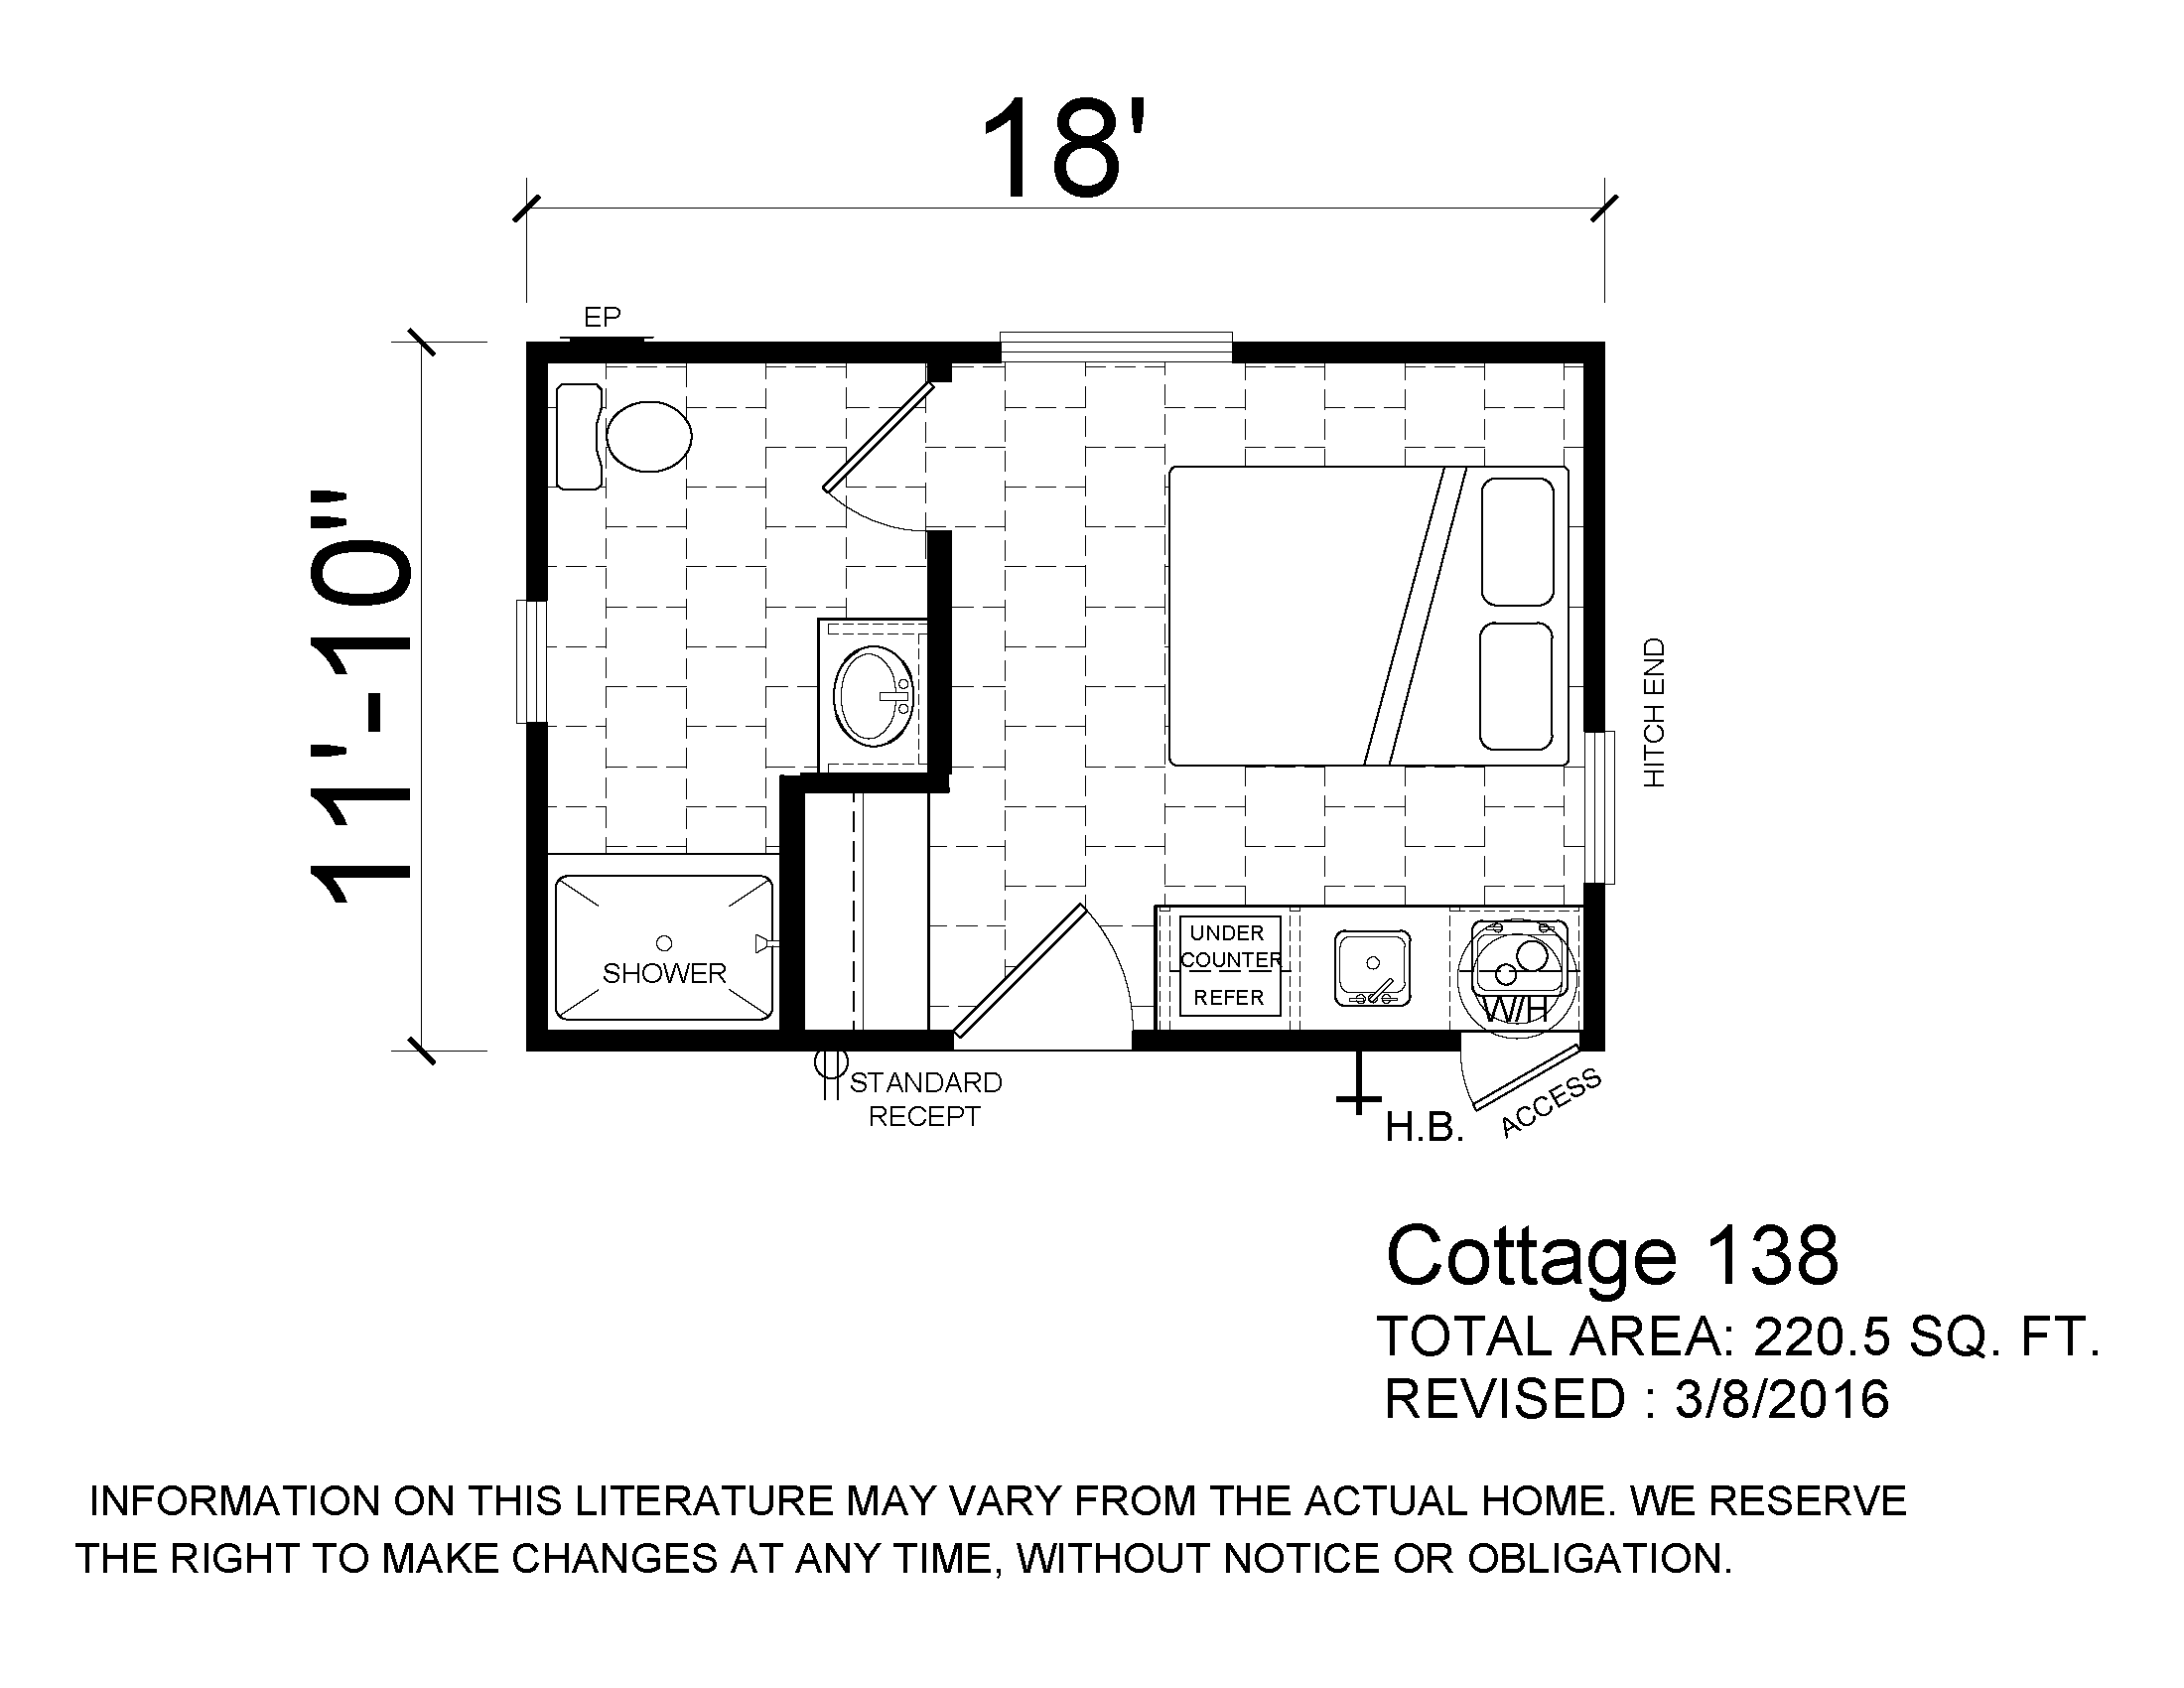 18'
EP
11'-10"
HITCH END
UNDER
COUNTER
REFER
SHOWER
W/H
STANDARD
RECEPT
H.B.
ACCESS
Cottage 138
TOTAL AREA: 220.5 SQ. FT.
REVISED : 3/8/2016
INFORMATION ON THIS LITERATURE MAY VARY FROM THE ACTUAL HOME. WE RESERVE
THE RIGHT TO MAKE CHANGES AT ANY TIME, WITHOUT NOTICE OR OBLIGATION.